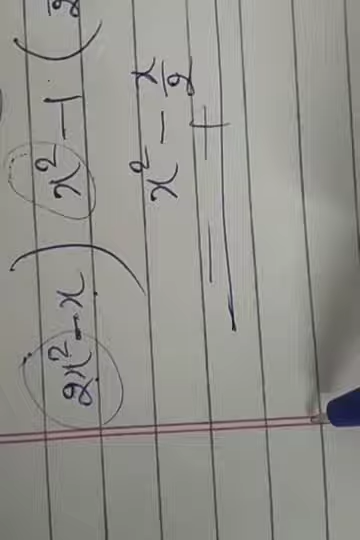 2x² - x ) x² - 1 (
x² - x/2
- +